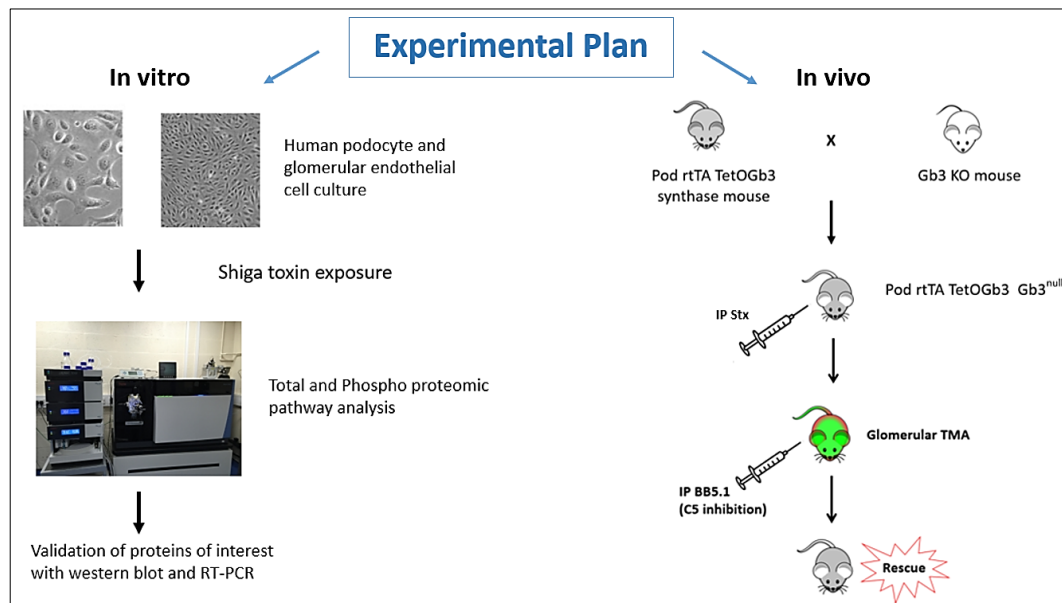 Experimental Plan
In vitro
Human podocyte and
glomerular endothelial
cell culture
Shiga toxin exposure
Total and Phospho proteomic
pathway analysis
Validation of proteins of interest
with western blot and RT-PCR
In vivo
X
Pod rtTA TetOGb3
synthase mouse
Gb3 KO mouse
Pod rtTA TetOGb3 Gb3null
IP Stx
Glomerular TMA
IP BB5.1
(C5 inhibition)
Rescue